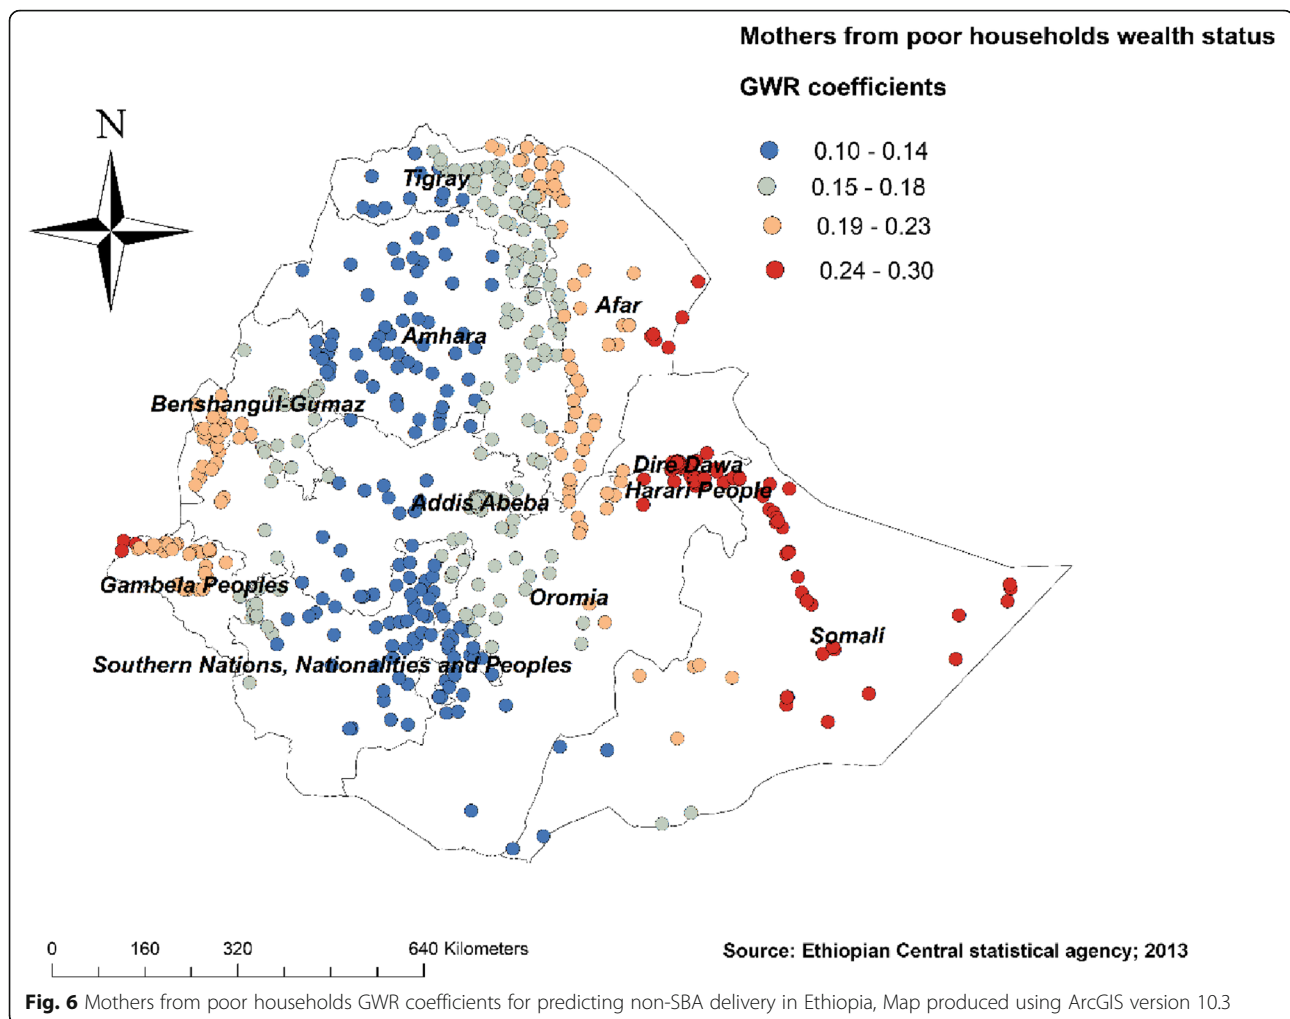 Mothers from poor households wealth status
GWR coefficients
N
0.10 - 0.14
0.15 - 0.18
0.19 - 0.23
0.24 - 0.30
Tigray
Afar
Amhara
Benshangul-Gumaz
Dire Dawa
Harari People
Addis Abeba
Gambela Peoples
Oromia
Somali
Southern Nations, Nationalities and Peoples
0 160 320 640 Kilometers
Source: Ethiopian Central statistical agency; 2013
Fig. 6 Mothers from poor households GWR coefficients for predicting non-SBA delivery in Ethiopia, Map produced using ArcGIS version 10.3